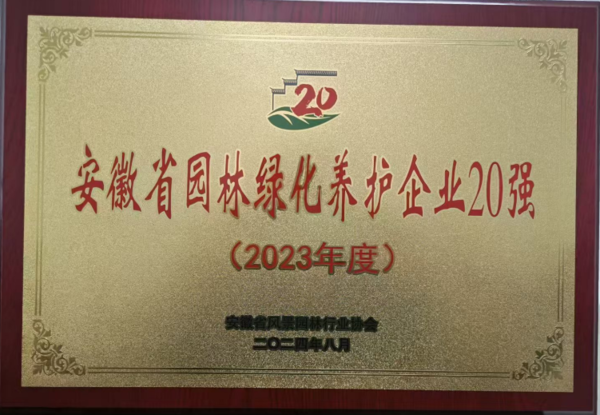 20
安徽省园林绿化养护企业20强
（2023年度）
安徽省风景园林行业协会
二〇二四年八月